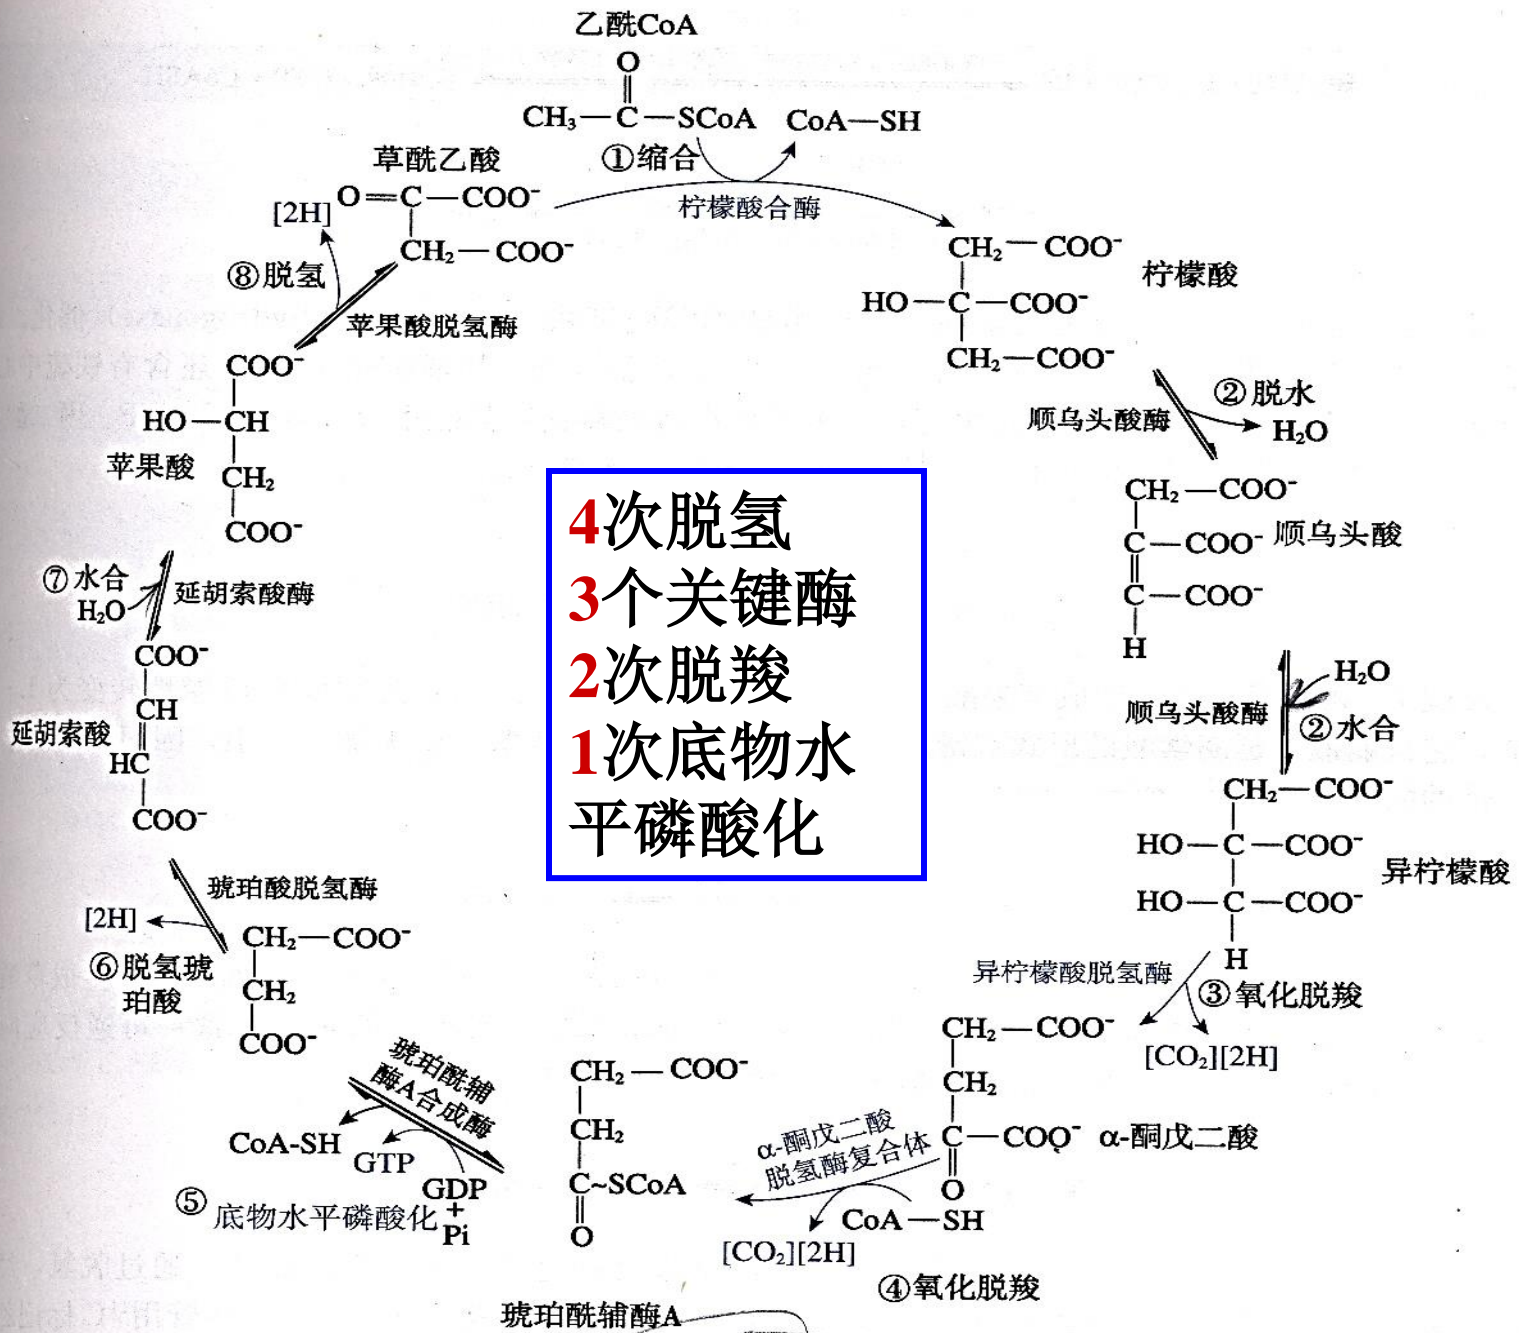 乙酰CoA
O
CH₃—C—SCoA CoA—SH
①缩合
草酰乙酸
柠檬酸合酶
O=C—COO⁻
[2H]
CH₂—COO⁻
⑧脱氢
苹果酸脱氢酶
CH₂—COO⁻
柠檬酸
HO—C—COO⁻
CH₂—COO⁻
②脱水
顺乌头酸酶
H₂O
COO⁻
HO—CH
苹果酸
CH₂
COO⁻
CH₂—COO⁻
C—COO⁻
顺乌头酸
C—COO⁻
H
4次脱氢
3个关键酶
2次脱羧
1次底物水
平磷酸化
⑦水合
H₂O
延胡索酸酶
COO⁻
CH
延胡索酸
HC
COO⁻
H₂O
顺乌头酸酶
②水合
CH₂—COO⁻
HO—C—COO⁻
异柠檬酸
HO—C—COO⁻
H
琥珀酸脱氢酶
[2H]
⑥脱氢琥
珀酸
CH₂—COO⁻
CH₂
COO⁻
异柠檬酸脱氢酶
③氧化脱羧
[CO₂][2H]
CH₂—COO⁻
CH₂
C—COO⁻
α-酮戊二酸
O
琥珀酰辅
酶A合成酶
CoA-SH
GTP
GDP
+
Pi
⑤
底物水平磷酸化
CH₂—COO⁻
CH₂
C~SCoA
O
α-酮戊二酸
脱氢酶复合体
CoA—SH
[CO₂][2H]
④氧化脱羧
琥珀酰辅酶A